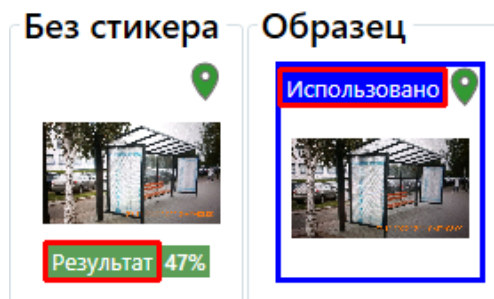 Без стикера
Образец
Использовано
Результат 47%